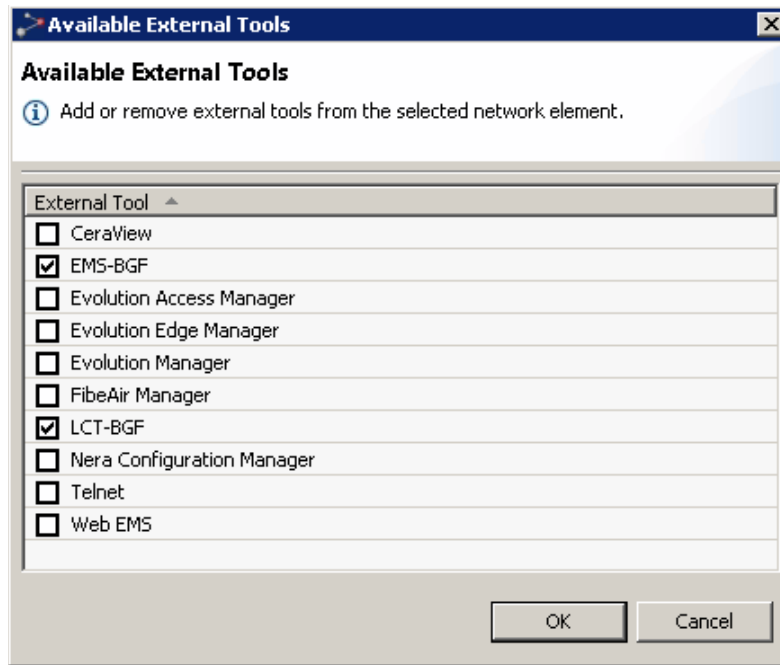 Available External Tools
Available External Tools
Add or remove external tools from the selected network element.
External Tool
CeraView
EMS-BGF
Evolution Access Manager
Evolution Edge Manager
Evolution Manager
FibeAir Manager
LCT-BGF
Nera Configuration Manager
Telnet
Web EMS
OK Cancel